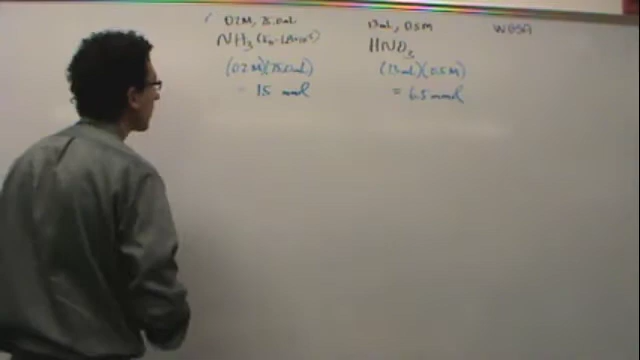 0.2M, 75.0mL
NH3
(0.2M)(75.0mL)
= 15 mmol
13mL, 0.5M
HNO3
(13mL)(0.5M)
= 6.5 mmol
WBSA